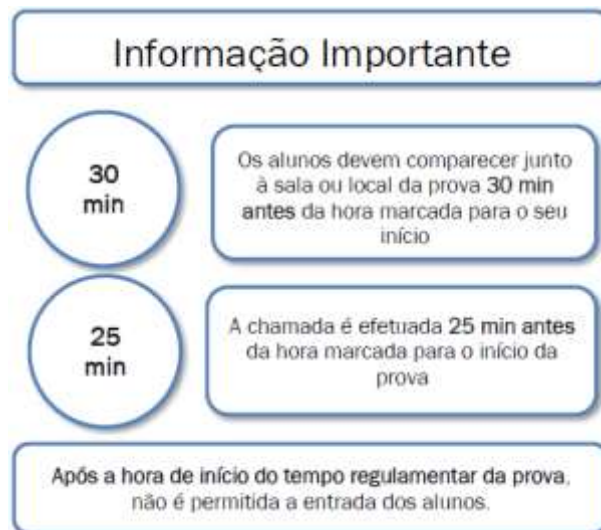 Informação Importante
30
min
Os alunos devem comparecer junto
à sala ou local da prova 30 min
antes da hora marcada para o seu
início
25
min
A chamada é efetuada 25 min antes
da hora marcada para o início da
prova
Após a hora de início do tempo regulamentar da prova,
não é permitida a entrada dos alunos.